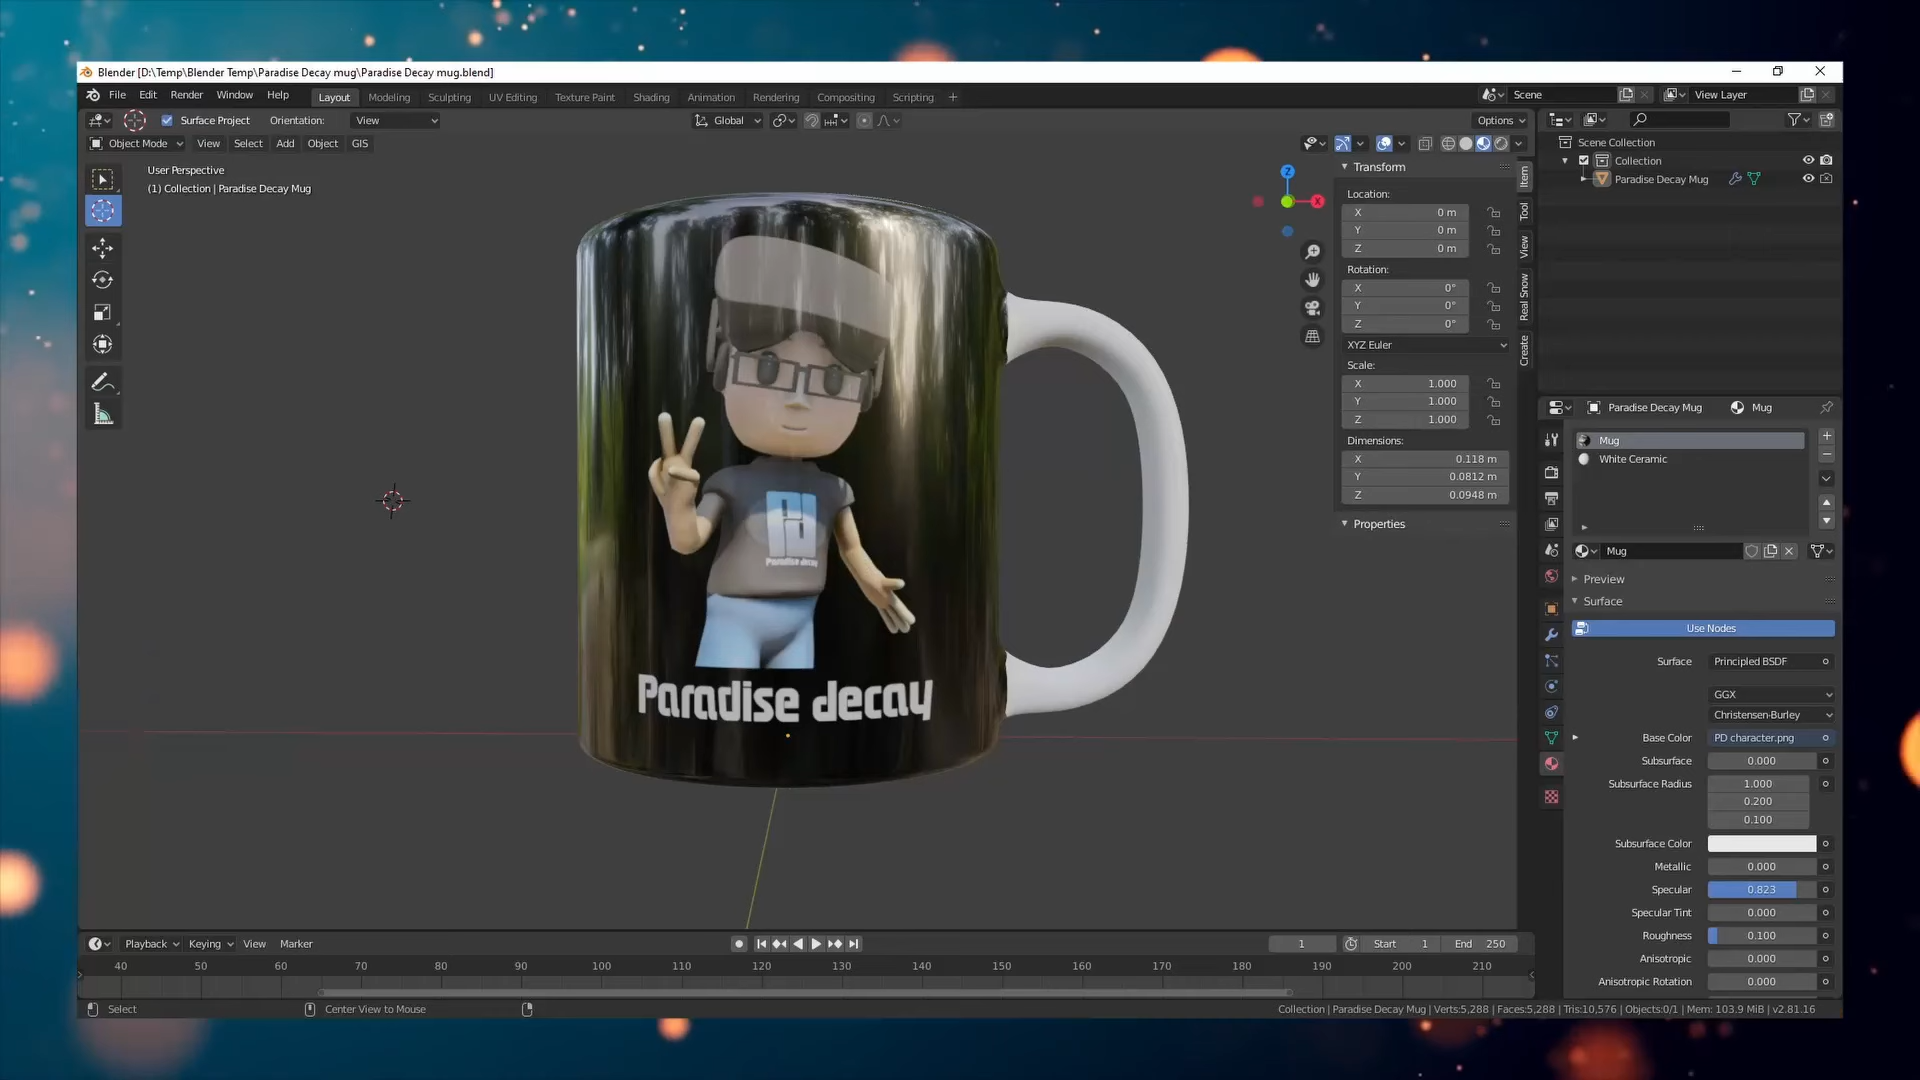 Blender [D:\Temp\Blender Temp\Paradise Decay mug\Paradise Decay mug.blend]
File Edit Render Window Help
Layout Modeling Sculpting UV Editing Texture Paint Shading Animation Rendering Compositing Scripting +
Scene
View Layer
Surface Project Orientation: View
Global
Options
Object Mode View Select Add Object GIS
User Perspective
(1) Collection | Paradise Decay Mug
Z
X
Paradise decay
Paradise decay
Transform
Location:
X 0 m
Y 0 m
Z 0 m
Rotation:
X 0°
Y 0°
Z 0°
XYZ Euler
Scale:
X 1.000
Y 1.000
Z 1.000
Dimensions:
X 0.118 m
Y 0.0812 m
Z 0.0948 m
Properties
Item
Tool
View
Real Snow
Create
Scene Collection
Collection
Paradise Decay Mug
Paradise Decay Mug Mug
Mug
White Ceramic
Mug
Preview
Surface
Use Nodes
Surface Principled BSDF
GGX
Christensen-Burley
Base Color PD character.png
Subsurface 0.000
Subsurface Radius 1.000
0.200
0.100
Subsurface Color
Metallic 0.000
Specular 0.823
Specular Tint 0.000
Roughness 0.100
Anisotropic 0.000
Anisotropic Rotation 0.000
Playback Keying View Marker
1 Start 1 End 250
40 50 60 70 80 90 100 110 120 130 140 150 160 170 180 190 200 210
Select Center View to Mouse
Collection | Paradise Decay Mug | Verts:5,288 | Faces:5,288 | Tris:10,576 | Objects:0/1 | Mem: 103.9 MiB | v2.81.16